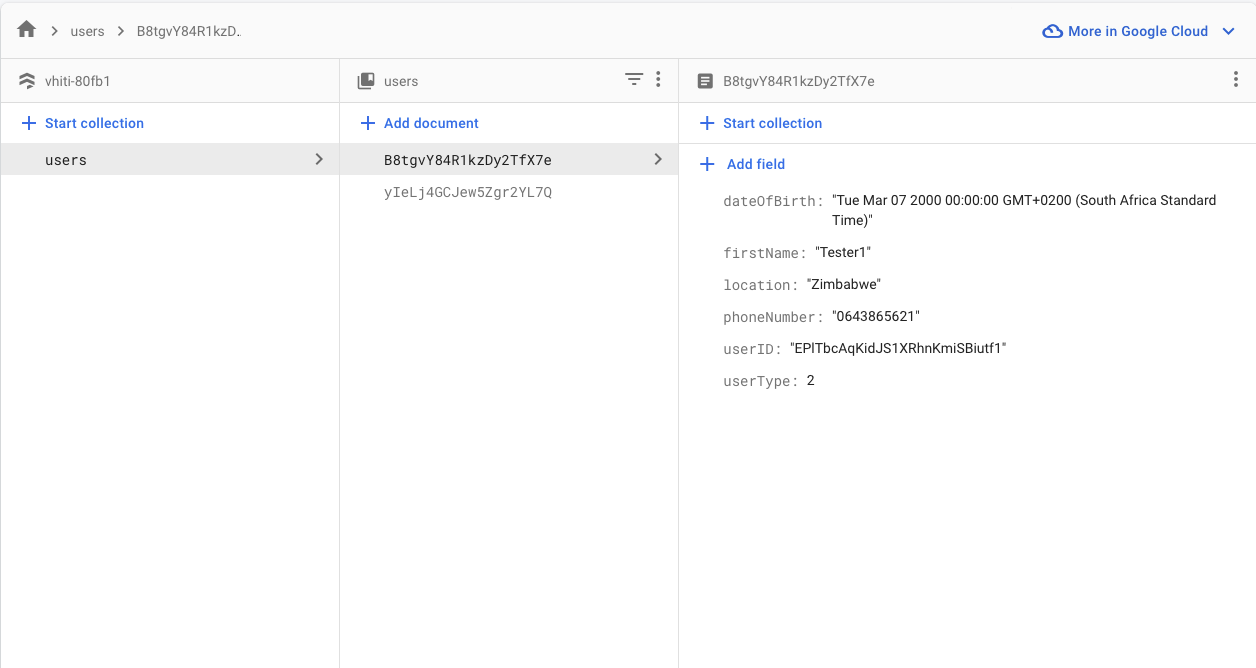 users
B8tgvY84R1kzD..
More in Google Cloud
vhiti-80fb1
users
B8tgvY84R1kzDy2TfX7e
Start collection
Add document
Start collection
users
B8tgvY84R1kzDy2TfX7e
yIeLj4GCJew5Zgr2YL7Q
Add field
dateOfBirth: "Tue Mar 07 2000 00:00:00 GMT+0200 (South Africa Standard
Time)"
firstName: "Tester1"
location: "Zimbabwe"
phoneNumber: "0643865621"
userID: "EPlTbcAqKidJS1XRhnKmiSBiutf1"
userType: 2